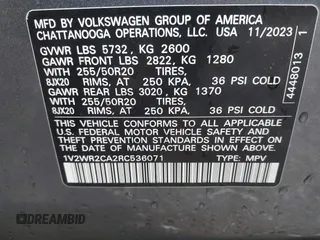 MFD BY VOLKSWAGEN GROUP OF AMERICA
CHATTANOOGA OPERATIONS, LLC. USA 11/2023
GVWR LBS 5732, KG 2600
GAWR FRONT LBS 2822, KG 1280
WITH 255/50R20 TIRES,
8JX20 RIMS, AT 250 KPA, 36 PSI COLD
GAWR REAR LBS 3020, KG 1370
WITH 255/50R20 TIRES,
8JX20 RIMS, AT 250 KPA, 36 PSI COLD
THIS VEHICLE CONFORMS TO ALL APPLICABLE
FEDERAL MOTOR VEHICLE SAFETY AND
THEFT PREVENTION STANDARDS IN EFFECT
ON THE DATE OF MANUFACTURE SHOWN ABOVE.
1V2WR2CA2RC536071 TYPE: MPV
4448013 1
DREAMBID